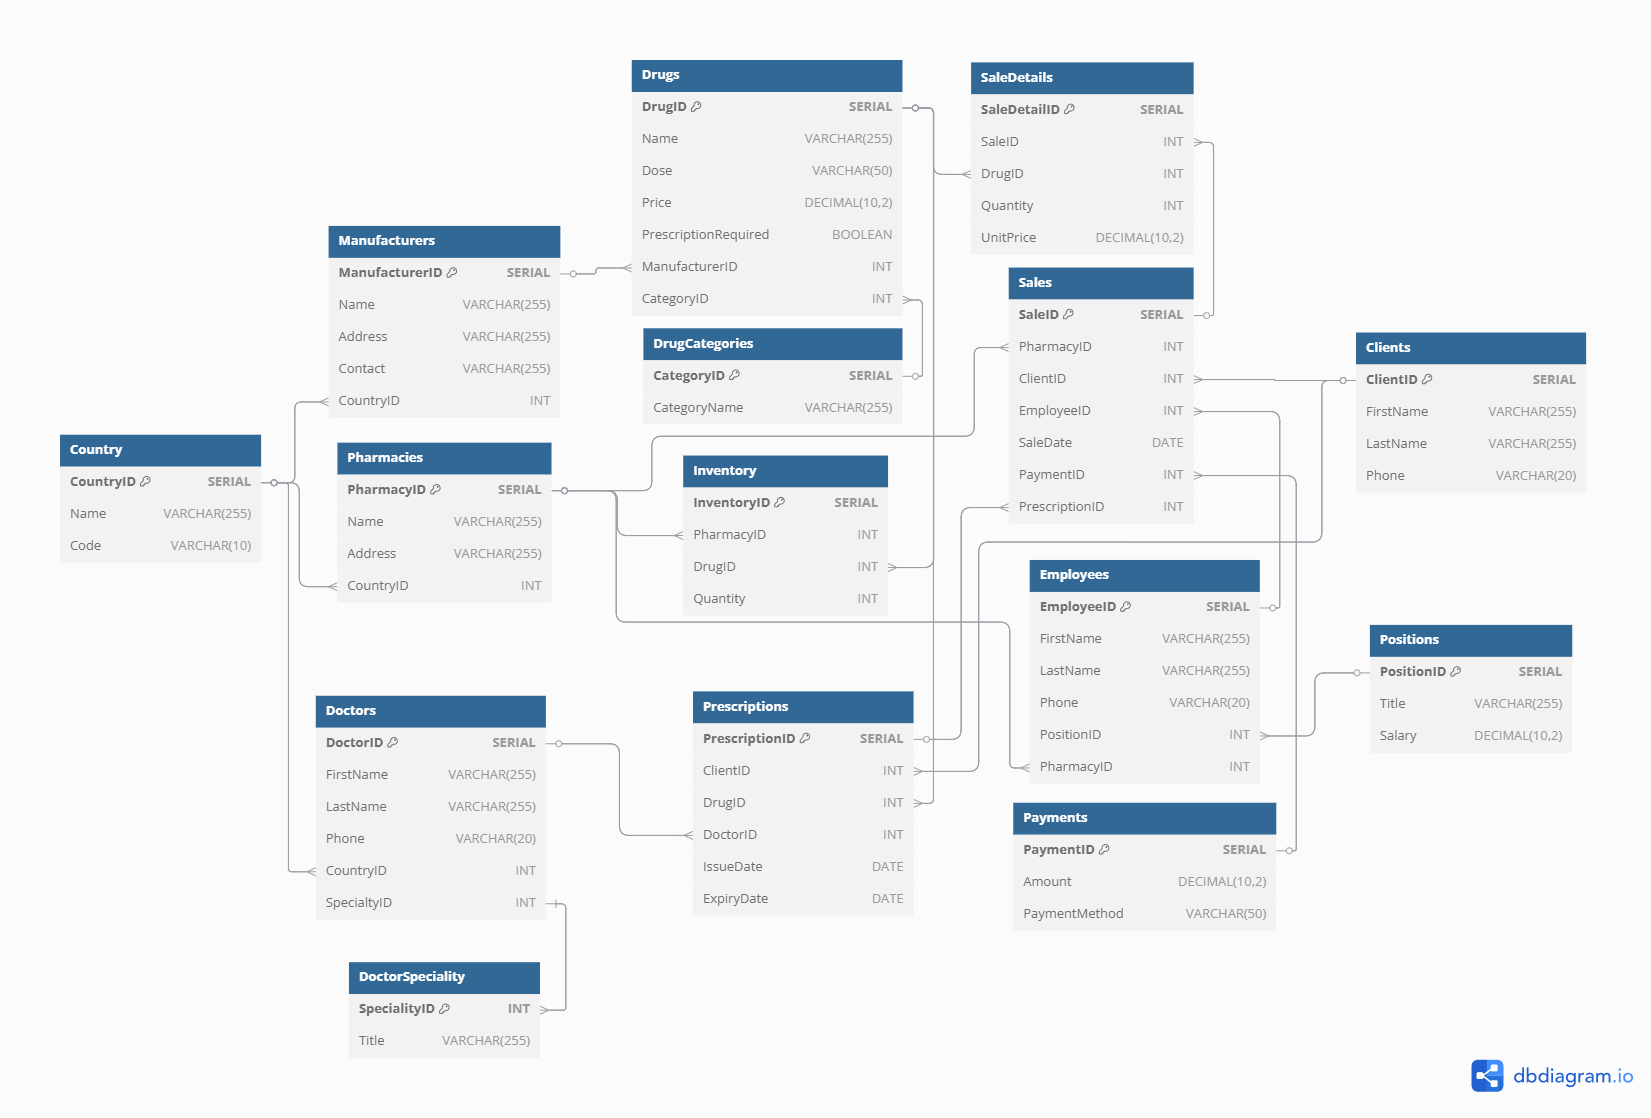 Drugs
DrugID SERIAL
Name VARCHAR(255)
Dose VARCHAR(50)
Price DECIMAL(10,2)
PrescriptionRequired BOOLEAN
ManufacturerID INT
CategoryID INT
SaleDetails
SaleDetailID SERIAL
SaleID INT
DrugID INT
Quantity INT
UnitPrice DECIMAL(10,2)
Manufacturers
ManufacturerID SERIAL
Name VARCHAR(255)
Address VARCHAR(255)
Contact VARCHAR(255)
CountryID INT
DrugCategories
CategoryID SERIAL
CategoryName VARCHAR(255)
Sales
SaleID SERIAL
PharmacyID INT
ClientID INT
EmployeeID INT
SaleDate DATE
PaymentID INT
PrescriptionID INT
Clients
ClientID SERIAL
FirstName VARCHAR(255)
LastName VARCHAR(255)
Phone VARCHAR(20)
Country
CountryID SERIAL
Name VARCHAR(255)
Code VARCHAR(10)
Pharmacies
PharmacyID SERIAL
Name VARCHAR(255)
Address VARCHAR(255)
CountryID INT
Inventory
InventoryID SERIAL
PharmacyID INT
DrugID INT
Quantity INT
Employees
EmployeeID SERIAL
FirstName VARCHAR(255)
LastName VARCHAR(255)
Phone VARCHAR(20)
PositionID INT
PharmacyID INT
Positions
PositionID SERIAL
Title VARCHAR(255)
Salary DECIMAL(10,2)
Doctors
DoctorID SERIAL
FirstName VARCHAR(255)
LastName VARCHAR(255)
Phone VARCHAR(20)
CountryID INT
SpecialtyID INT
Prescriptions
PrescriptionID SERIAL
ClientID INT
DrugID INT
DoctorID INT
IssueDate DATE
ExpiryDate DATE
Payments
PaymentID SERIAL
Amount DECIMAL(10,2)
PaymentMethod VARCHAR(50)
DoctorSpeciality
SpecialityID INT
Title VARCHAR(255)
dbdiagram.io